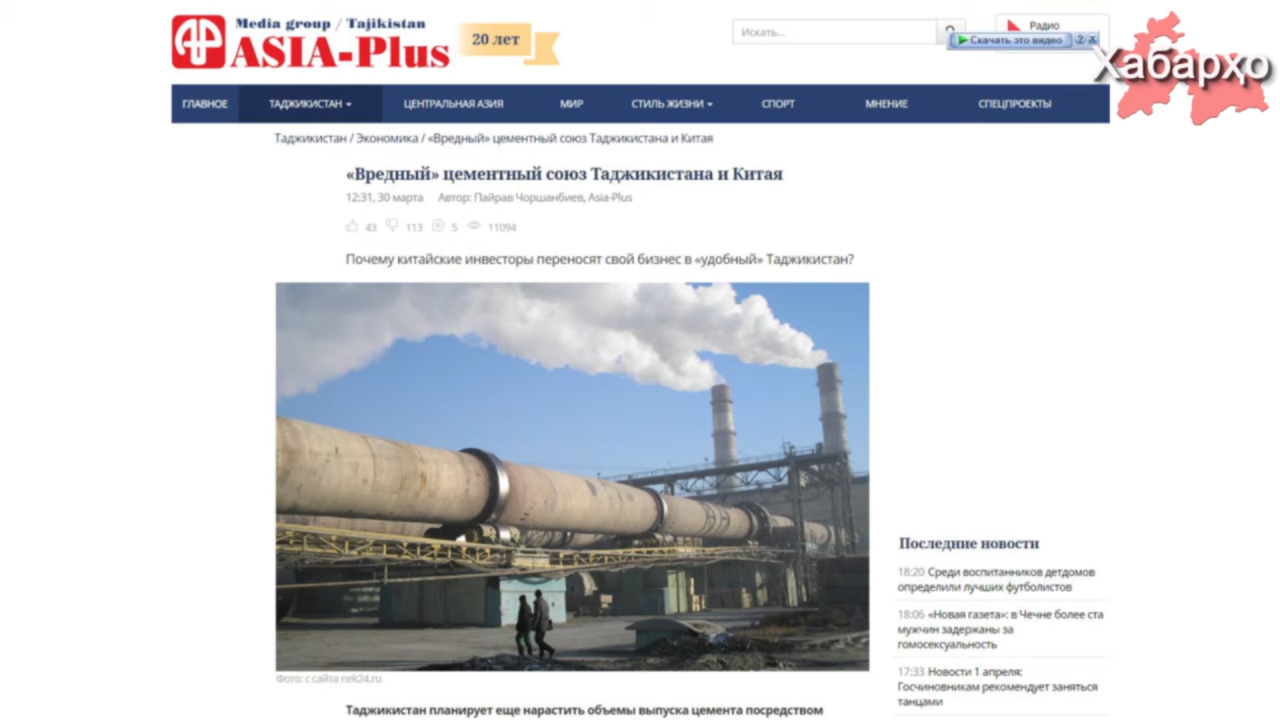 Media group / Tajikistan
ASIA-Plus
20 лет
Искать...
Радио
Скачать это видео ? X
Хабарҳо
ГЛАВНОЕ ТАДЖИКИСТАН ЦЕНТРАЛЬНАЯ АЗИЯ МИР СТИЛЬ ЖИЗНИ СПОРТ МНЕНИЕ СПЕЦПРОЕКТЫ
Таджикистан / Экономика / «Вредный» цементный союз Таджикистана и Китая
«Вредный» цементный союз Таджикистана и Китая
12:31, 30 марта Автор: Пайрав Чоршанбиев, Asia-Plus
43 113 5 11094
Почему китайские инвесторы переносят свой бизнес в «удобный» Таджикистан?
Фото: с сайта nek24.ru
Таджикистан планирует еще нарастить объемы выпуска цемента посредством
Последние новости
18:20 Среди воспитанников детдомов
определили лучших футболистов
18:06 «Новая газета»: в Чечне более ста
мужчин задержаны за
гомосексуальность
17:33 Новости 1 апреля:
Госчиновникам рекомендует заняться
танцами